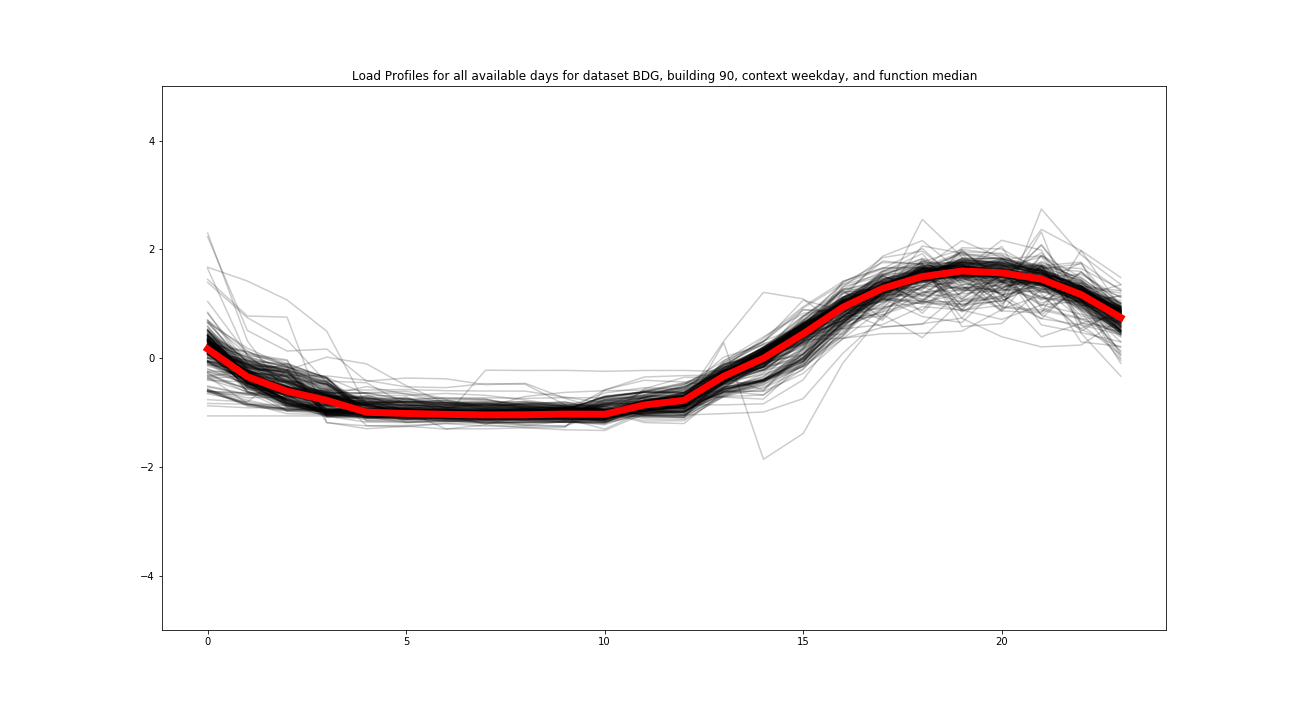 Load Profiles for all available days for dataset BDG, building 90, context weekday, and function median
4
2
0
−2
−4
0 5 10 15 20